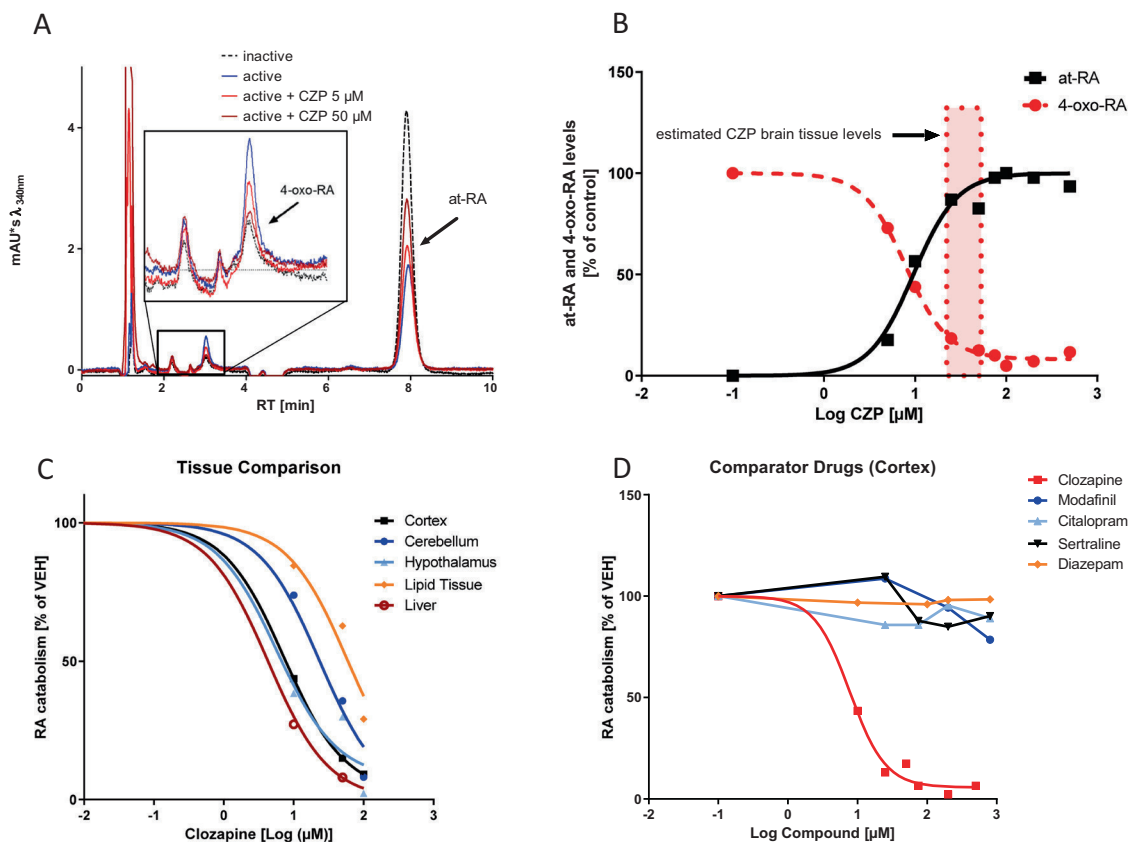 A
inactive
active
active + CZP 5 µM
active + CZP 50 µM
mAU*s λ 340nm
4
2
0
4-oxo-RA
at-RA
0 2 4 6 8 10
RT [min]
B
at-RA
4-oxo-RA
estimated CZP brain tissue levels
at-RA and 4-oxo-RA levels
[% of control]
150
100
50
0
-2 -1 0 1 2 3
Log CZP [µM]
C
Tissue Comparison
Cortex
Cerebellum
Hypothalamus
Lipid Tissue
Liver
RA catabolism [% of VEH]
100
50
0
-2 -1 0 1 2 3
Clozapine [Log (µM)]
D
Comparator Drugs (Cortex)
Clozapine
Modafinil
Citalopram
Sertraline
Diazepam
RA catabolism [% of VEH]
150
100
50
0
-2 -1 0 1 2 3
Log Compound [µM]